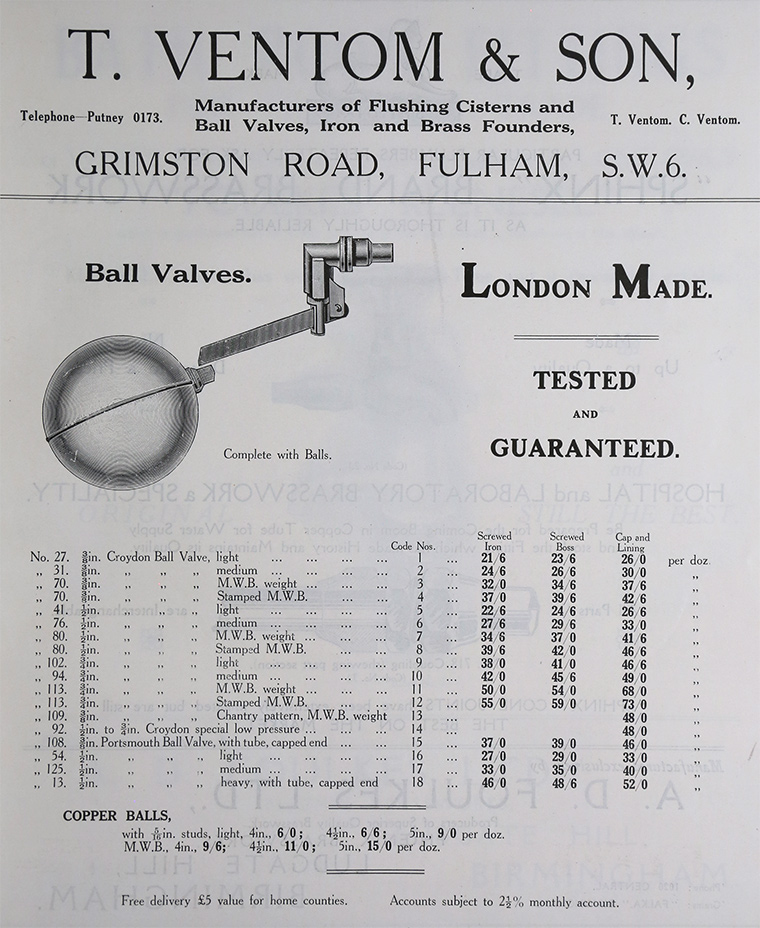 T. VENTOM & SON,
Telephone—Putney 0173.
Manufacturers of Flushing Cisterns and
Ball Valves, Iron and Brass Founders,
T. Ventom. C. Ventom.
GRIMSTON ROAD, FULHAM, S.W.6.
Ball Valves.
LONDON MADE.
TESTED
AND
GUARANTEED.
Complete with Balls.
Code Nos. Screwed Iron Screwed Boss Cap and Lining
No. 27. ⅜in. Croydon Ball Valve, light ... ... ... ... 1 ... 21/6 23/6 26/0 per doz.
„ 31. ⅜in. „ „ „ medium ... ... ... ... 2 ... 24/6 26/6 30/0 „
„ 70. ⅜in. „ „ „ M.W.B. weight ... ... ... 3 ... 32/0 34/6 37/6 „
„ 70. ⅜in. „ „ „ Stamped M.W.B. ... ... 4 ... 37/0 39/6 42/6 „
„ 41. ½in. „ „ „ light ... ... ... ... 5 ... 22/6 24/6 26/6 „
„ 76. ½in. „ „ „ medium ... ... ... ... 6 ... 27/6 29/6 33/0 „
„ 80. ½in. „ „ „ M.W.B. weight ... ... ... 7 ... 34/6 37/0 41/6 „
„ 80. ½in. „ „ „ Stamped M.W.B. ... ... 8 ... 39/6 42/0 46/6 „
„ 102. ¾in. „ „ „ light ... ... ... ... 9 ... 38/0 41/0 46/6 „
„ 94. ¾in. „ „ „ medium ... ... ... ... 10 ... 42/0 45/6 49/0 „
„ 113. ¾in. „ „ „ M.W.B. weight ... ... ... 11 ... 50/0 54/0 68/0 „
„ 113. ¾in. „ „ „ Stamped M.W.B. ... ... 12 ... 55/0 59/0 73/0 „
„ 109. „ „ „ Chantry pattern, M.W.B. weight 13 ... 48/0 „
„ 92. ½in. to ¾in. Croydon special low pressure ... ... ... 14 ... 48/0 „
„ 108. Portsmouth Ball Valve, with tube, capped end ... ... 15 ... 37/0 39/0 46/0 „
„ 54. ½in. „ „ „ light ... ... ... ... 16 ... 27/0 29/0 33/0 „
„ 125. ½in. „ „ „ medium ... ... ... ... 17 ... 33/0 35/0 40/0 „
„ 13. ½in. „ „ „ heavy, with tube, capped end 18 ... 46/0 48/6 52/0 „
COPPER BALLS,
with 5/16in. studs, light, 4in., 6/0; 4½in., 6/6; 5in., 9/0 per doz.
M.W.B., 4in., 9/6; 4½in., 11/0; 5in., 15/0 per doz.
Free delivery £5 value for home counties. Accounts subject to 2½% monthly account.